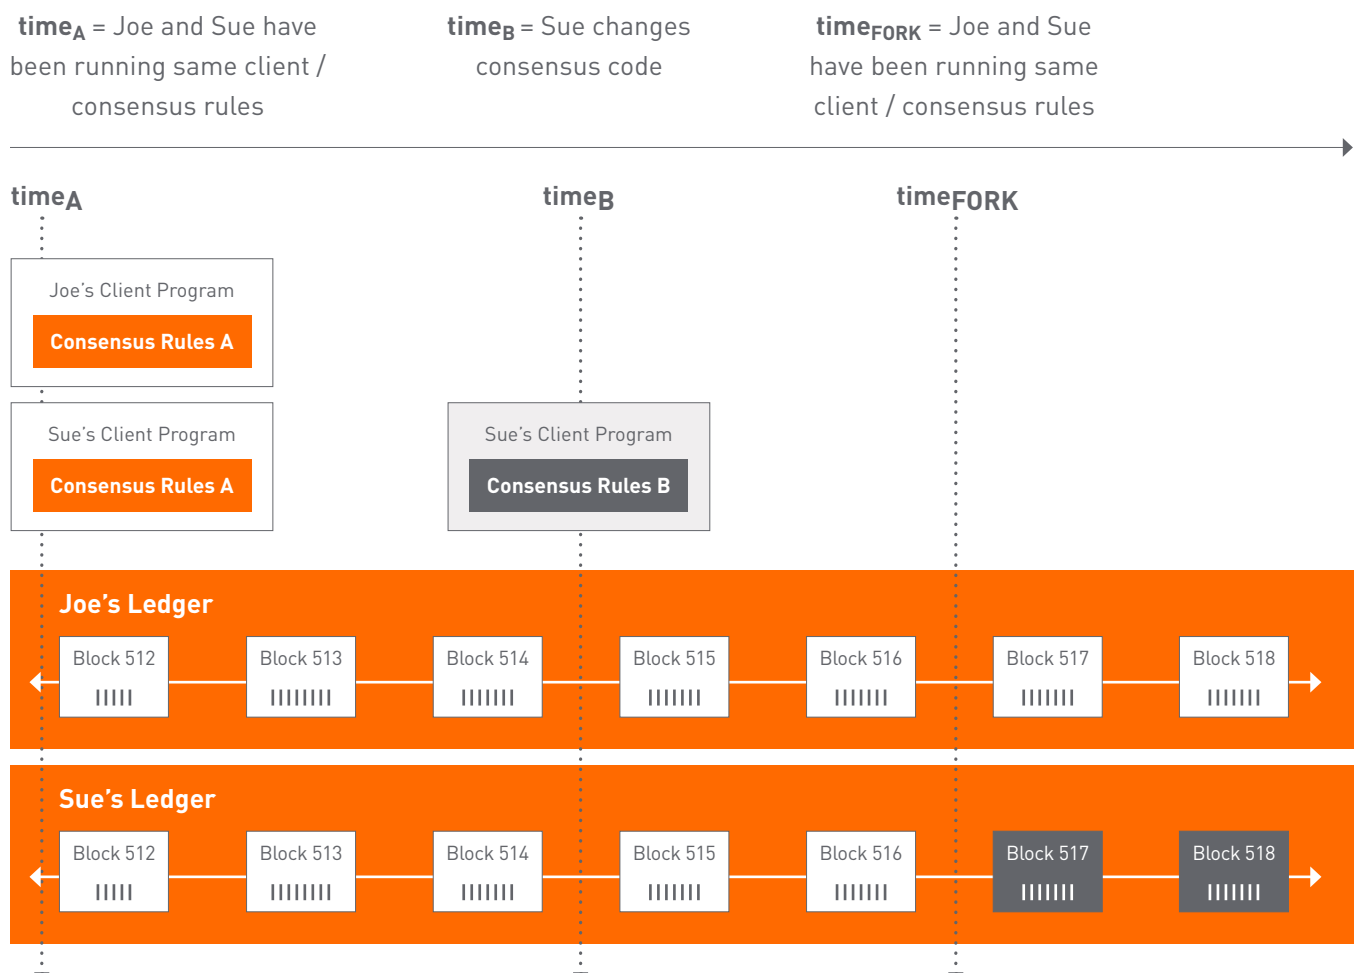 timeA = Joe and Sue have
been running same client /
consensus rules
timeB = Sue changes
consensus code
timeFORK = Joe and Sue
have been running same
client / consensus rules
timeA
timeB
timeFORK
Joe's Client Program
Consensus Rules A
Sue's Client Program
Consensus Rules A
Sue's Client Program
Consensus Rules B
Joe's Ledger
Block 512
Block 513
Block 514
Block 515
Block 516
Block 517
Block 518
Sue's Ledger
Block 512
Block 513
Block 514
Block 515
Block 516
Block 517
Block 518